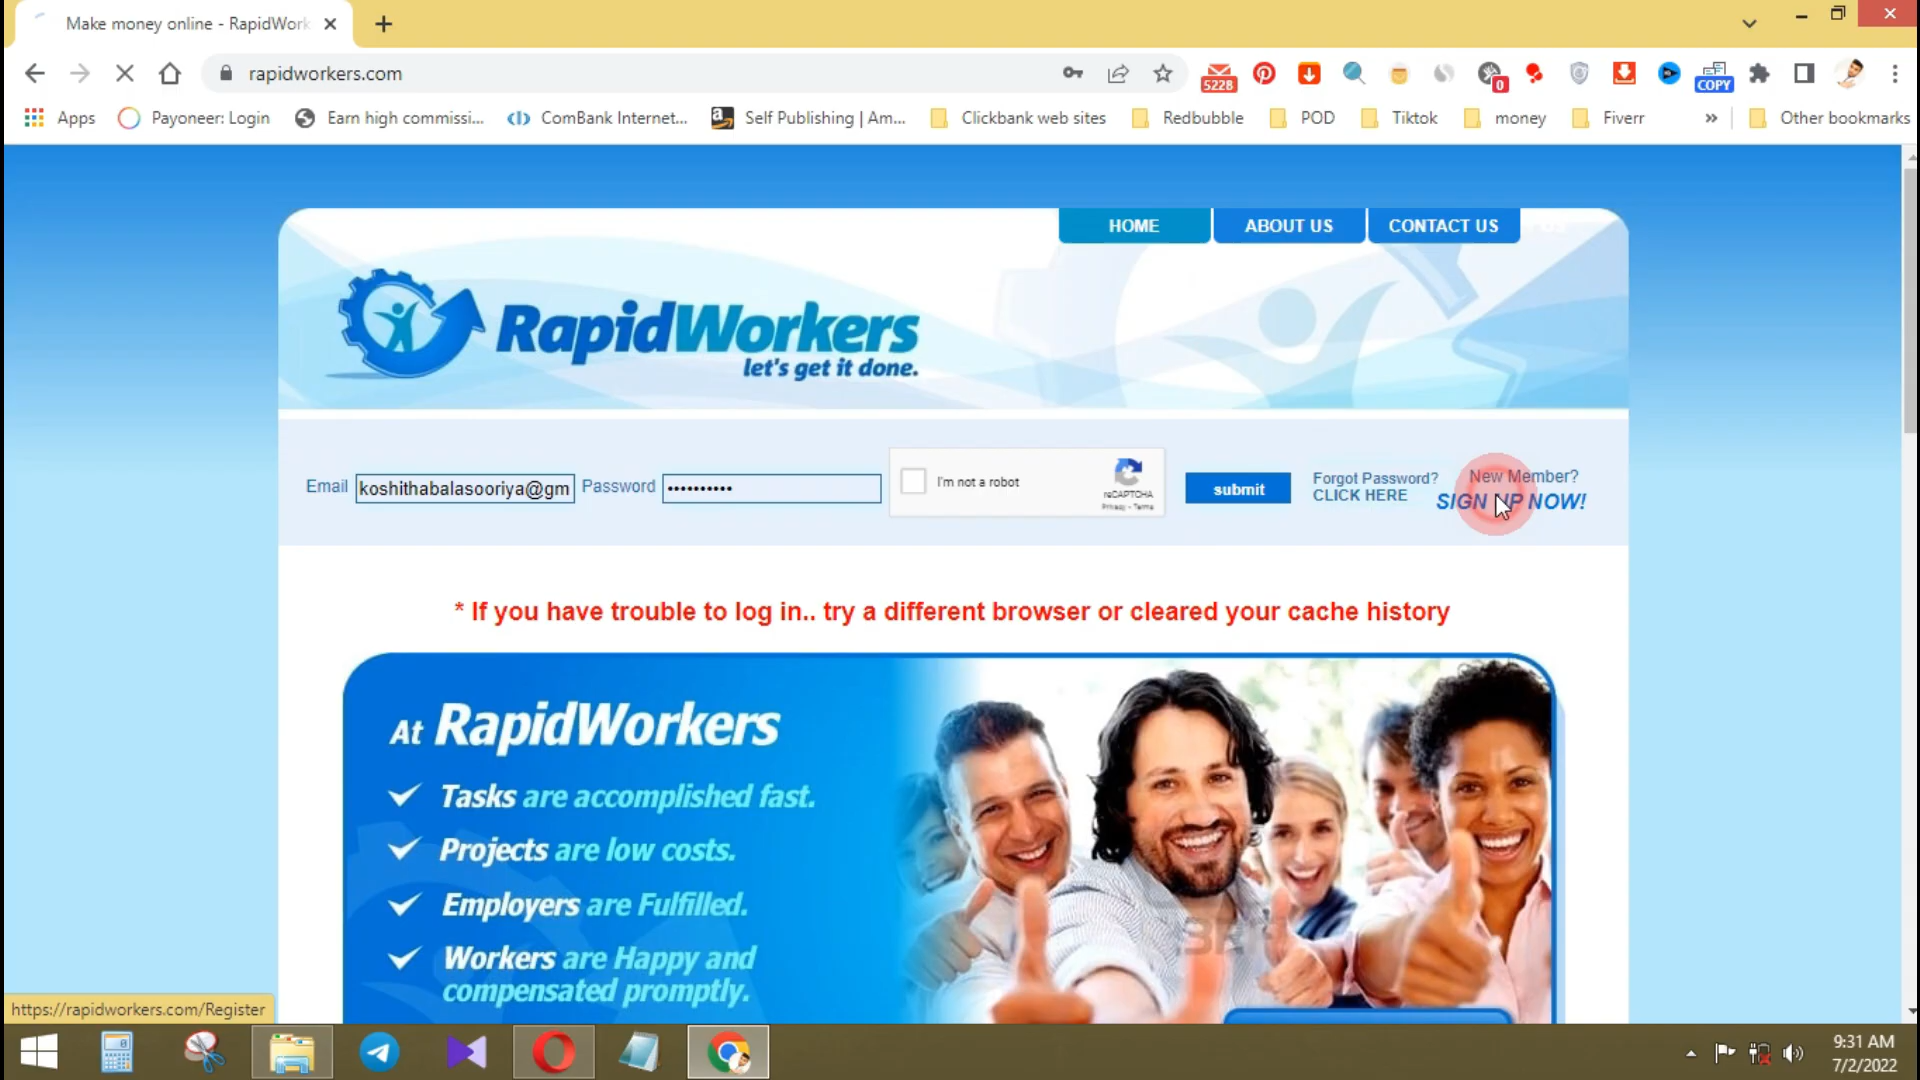 Make money online - RapidWork
rapidworkers.com
5228
0
COPY
Apps
Payoneer: Login
Earn high commissi...
ComBank Internet...
Self Publishing | Am...
Clickbank web sites
Redbubble
POD
Tiktok
money
Fiverr
»
Other bookmarks
HOME
ABOUT US
CONTACT US
RapidWorkers
let's get it done.
Email
koshithabalasooriya@gm
Password
••••••••••
I'm not a robot
reCAPTCHA
Privacy - Terms
submit
Forgot Password?
CLICK HERE
New Member?
SIGN UP NOW!
* If you have trouble to log in.. try a different browser or cleared your cache history
At RapidWorkers
Tasks are accomplished fast.
Projects are low costs.
Employers are Fulfilled.
Workers are Happy and
compensated promptly.
https://rapidworkers.com/Register
9:31 AM
7/2/2022